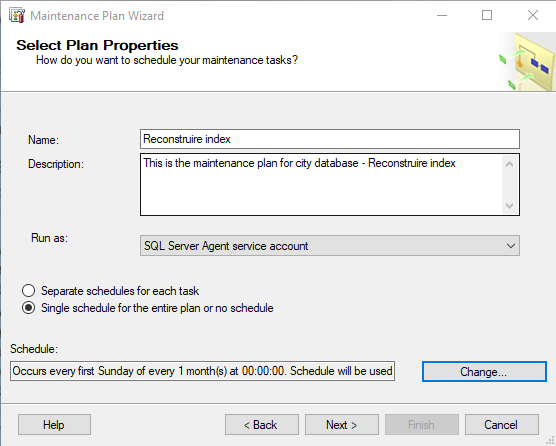 Maintenance Plan Wizard
Select Plan Properties
How do you want to schedule your maintenance tasks?
Name:
Reconstruire index
Description:
This is the maintenance plan for city database - Reconstruire index
Run as:
SQL Server Agent service account
Separate schedules for each task
Single schedule for the entire plan or no schedule
Schedule:
Occurs every first Sunday of every 1 month(s) at 00:00:00. Schedule will be used
Change...
Help
< Back
Next >
Finish
Cancel